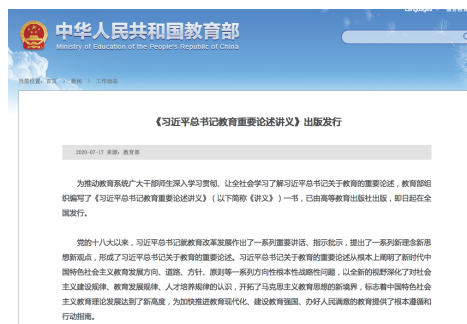 中华人民共和国教育部
Ministry of Education of the People's Republic of China
当前位置：首页 > 新闻 > 工作动态
《习近平总书记教育重要论述讲义》出版发行
2020-07-17 来源：教育部
为推动教育系统广大干部师生深入学习贯彻、让全社会学习了解习近平总书记关于教育的重要论述，教育部组
织编写了《习近平总书记教育重要论述讲义》（以下简称《讲义》）一书，已由高等教育出版社出版，即日起在全
国发行。
党的十八大以来，习近平总书记就教育改革发展作出了一系列重要讲话、指示批示，提出了一系列新理念新思
想新观点，形成了习近平总书记关于教育的重要论述。习近平总书记关于教育的重要论述从根本上阐明了新时代中
国特色社会主义教育发展方向、道路、方针、原则等一系列方向性根本性战略性问题，以全新的视野深化了对社会
主义建设规律、教育发展规律、人才培养规律的认识，开拓了马克思主义教育思想的新境界，标志着中国特色社会
主义教育理论发展达到了新高度，为加快推进教育现代化、建设教育强国、办好人民满意的教育提供了根本遵循和
行动指南。